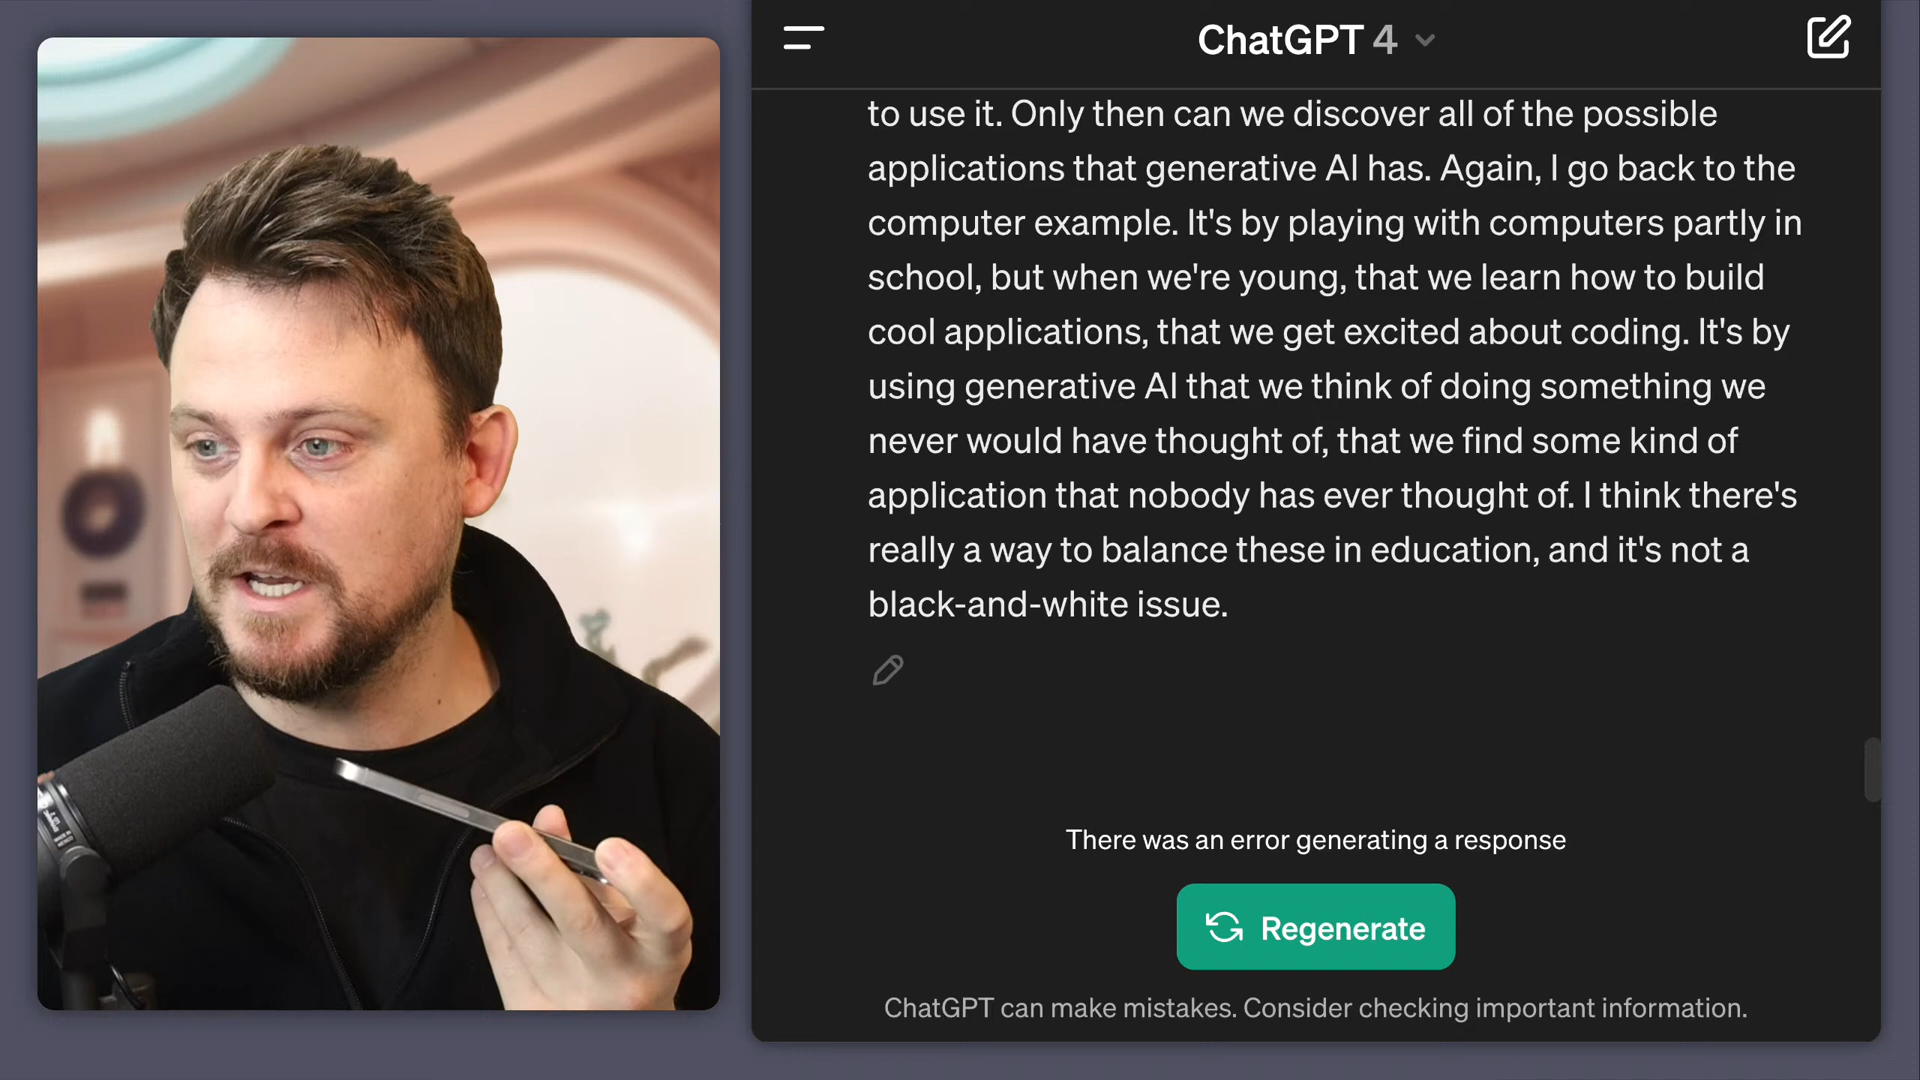 ChatGPT 4
to use it. Only then can we discover all of the possible
applications that generative AI has. Again, I go back to the
computer example. It's by playing with computers partly in
school, but when we're young, that we learn how to build
cool applications, that we get excited about coding. It's by
using generative AI that we think of doing something we
never would have thought of, that we find some kind of
application that nobody has ever thought of. I think there's
really a way to balance these in education, and it's not a
black-and-white issue.
There was an error generating a response
Regenerate
ChatGPT can make mistakes. Consider checking important information.